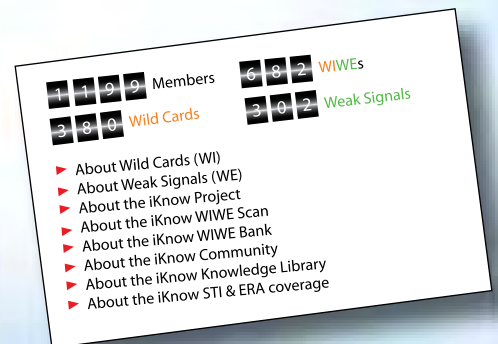 1199 Members 682 WIWEs
380 Wild Cards 302 Weak Signals
About Wild Cards (WI)
About Weak Signals (WE)
About the iKnow Project
About the iKnow WIWE Scan
About the iKnow WIWE Bank
About the iKnow Community
About the iKnow Knowledge Library
About the iKnow STI & ERA coverage